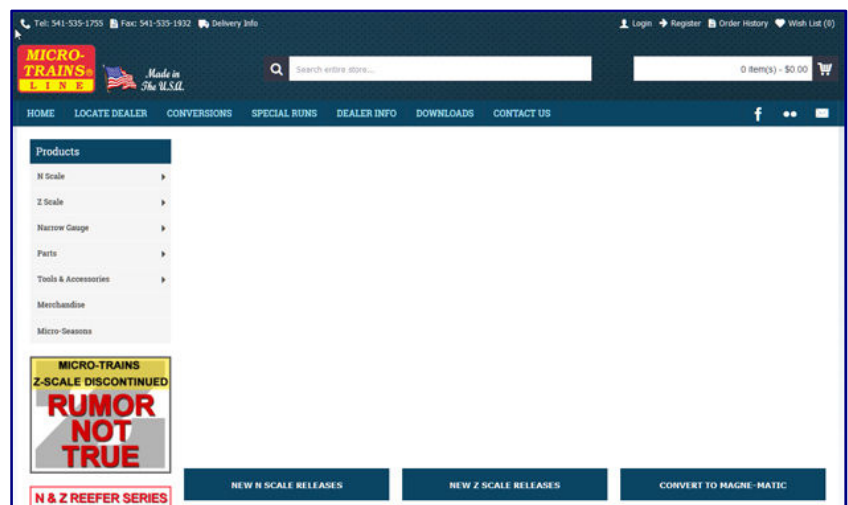 Tel: 541-535-1755 Fax: 541-535-1932 Delivery Info Login Register Order History Wish List (0)
MICRO-
TRAINS®
LINE
Made in
The U.S.A.
Search entire store...
0 item(s) - $0.00
HOME LOCATE DEALER CONVERSIONS SPECIAL RUNS DEALER INFO DOWNLOADS CONTACT US
Products
N Scale
Z Scale
Narrow Gauge
Parts
Tools & Accessories
Merchandise
Micro-Seasons
MICRO-TRAINS
Z-SCALE DISCONTINUED
RUMOR
NOT
TRUE
NEW N SCALE RELEASES NEW Z SCALE RELEASES CONVERT TO MAGNE-MATIC
N & Z REEFER SERIES